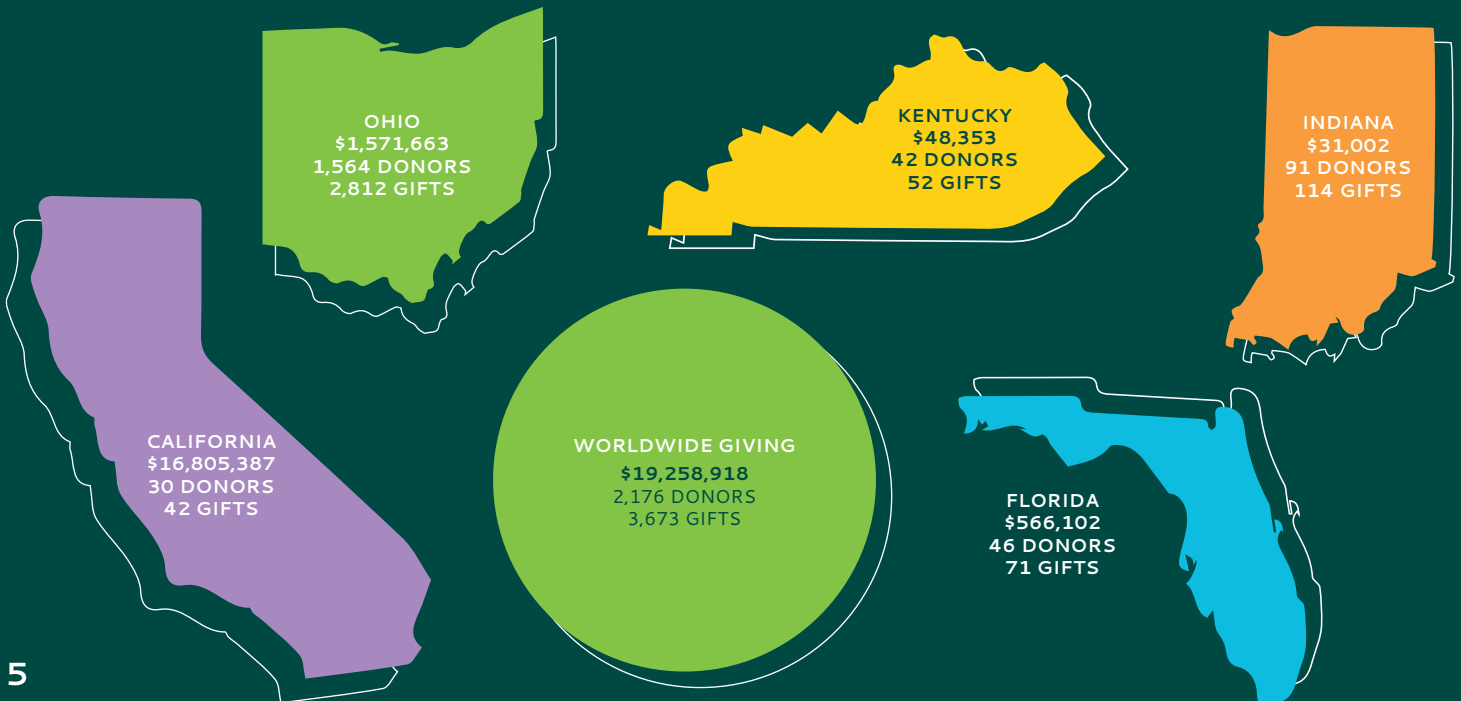 OHIO
$1,571,663
1,564 DONORS
2,812 GIFTS
KENTUCKY
$48,353
42 DONORS
52 GIFTS
INDIANA
$31,002
91 DONORS
114 GIFTS
CALIFORNIA
$16,805,387
30 DONORS
42 GIFTS
WORLDWIDE GIVING
$19,258,918
2,176 DONORS
3,673 GIFTS
FLORIDA
$566,102
46 DONORS
71 GIFTS
5